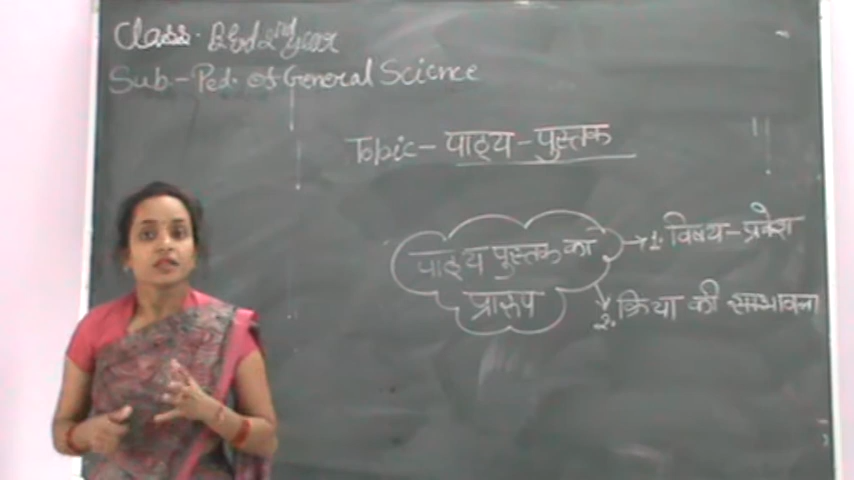 Class:- B.Ed 2nd year
Sub.- Ped. of General Science
Topic- पाठ्य-पुस्तक
पाठ्य पुस्तक का
प्रारूप
1. विषय-प्रवेश
2. क्रिया की सम्भावना